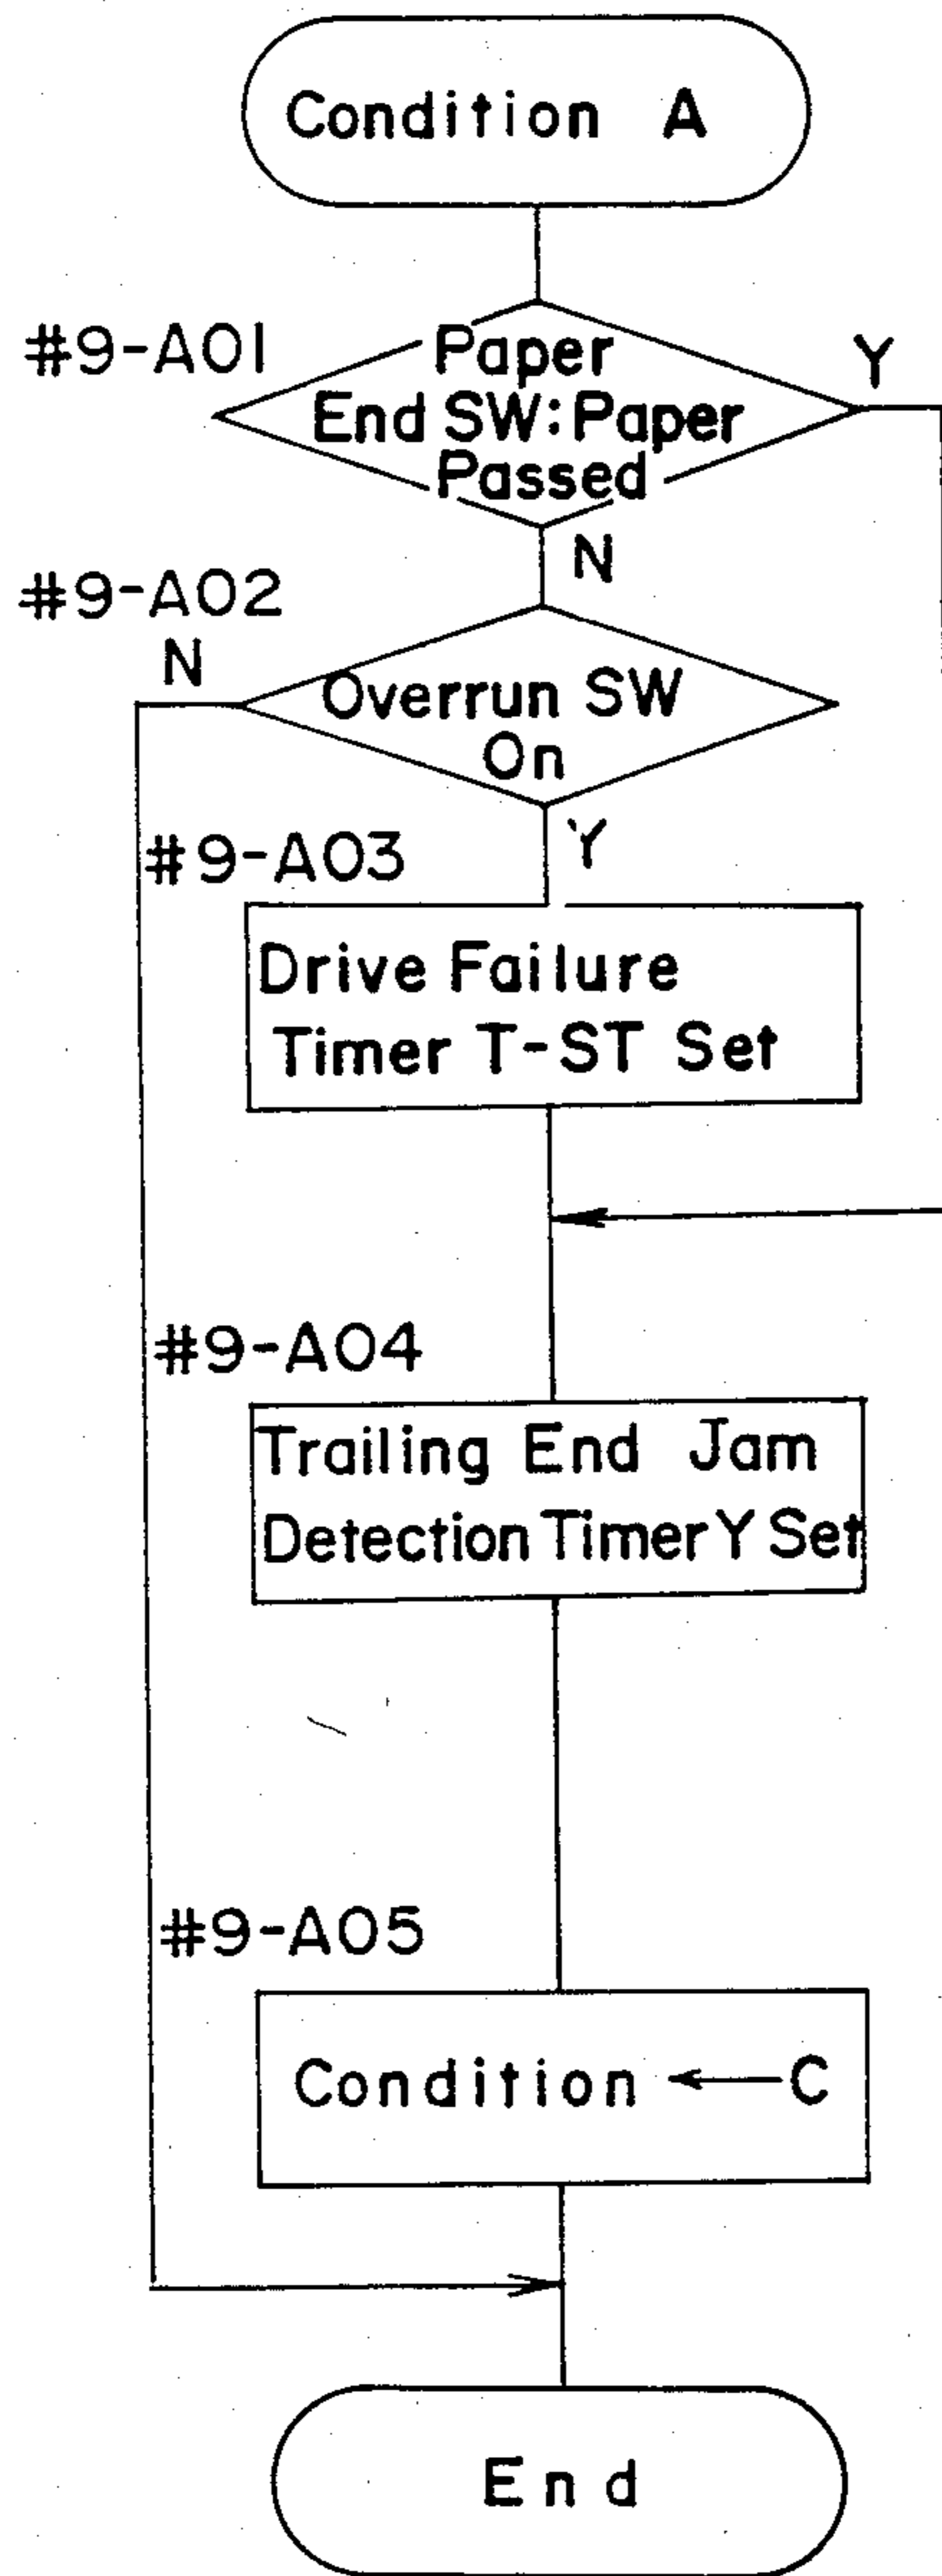 Condition A
#9-A01
Paper
End SW: Paper
Passed
Y
N
#9-A02
N
Overrun SW
On
Y
#9-A03
Drive Failure
Timer T-ST Set
#9-A04
Trailing End Jam
Detection Timer Y Set
#9-A05
Condition ← C
End